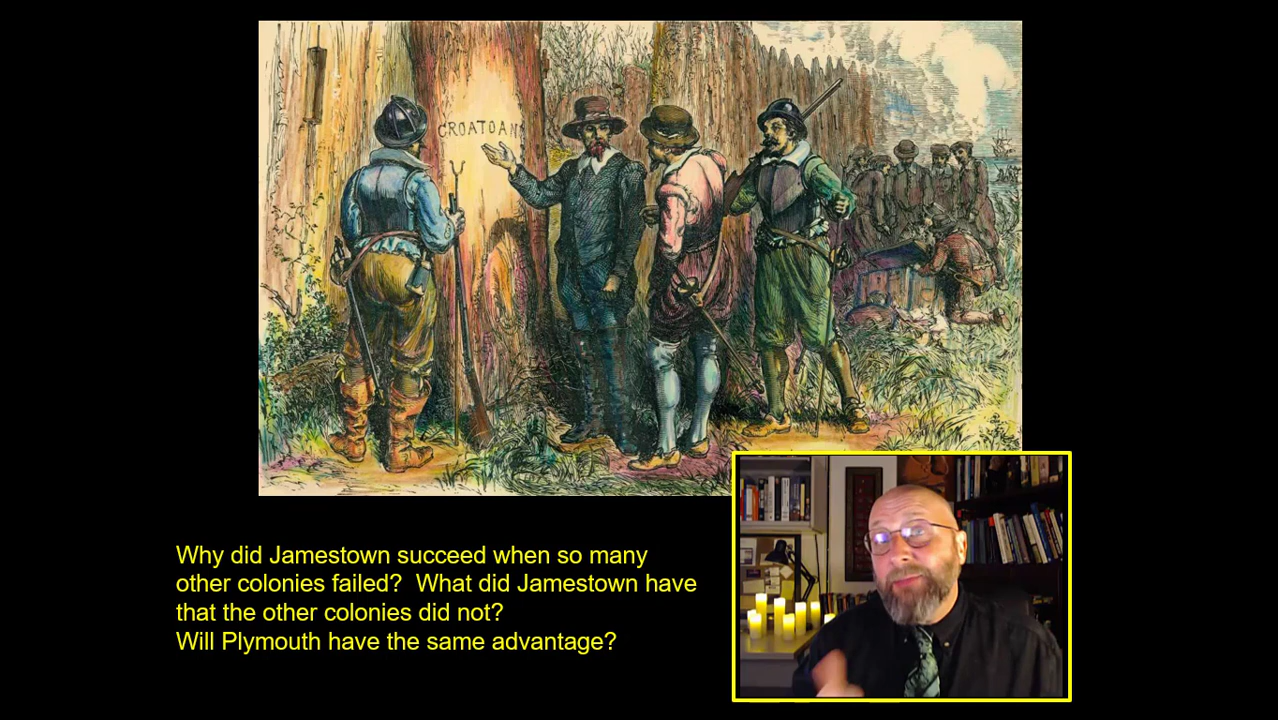 CROATOAN
Why did Jamestown succeed when so many
other colonies failed?  What did Jamestown have
that the other colonies did not?
Will Plymouth have the same advantage?